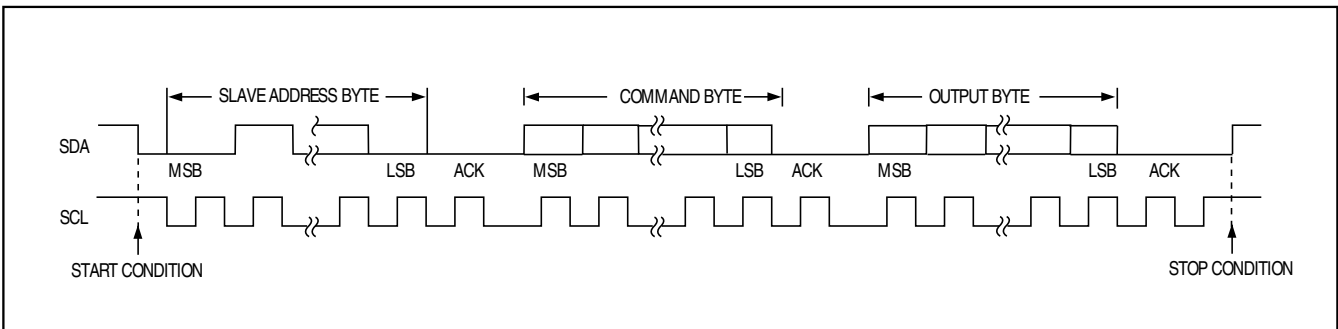 SLAVE ADDRESS BYTE COMMAND BYTE OUTPUT BYTE
SDA
MSB LSB ACK MSB LSB ACK MSB LSB ACK
SCL
START CONDITION STOP CONDITION